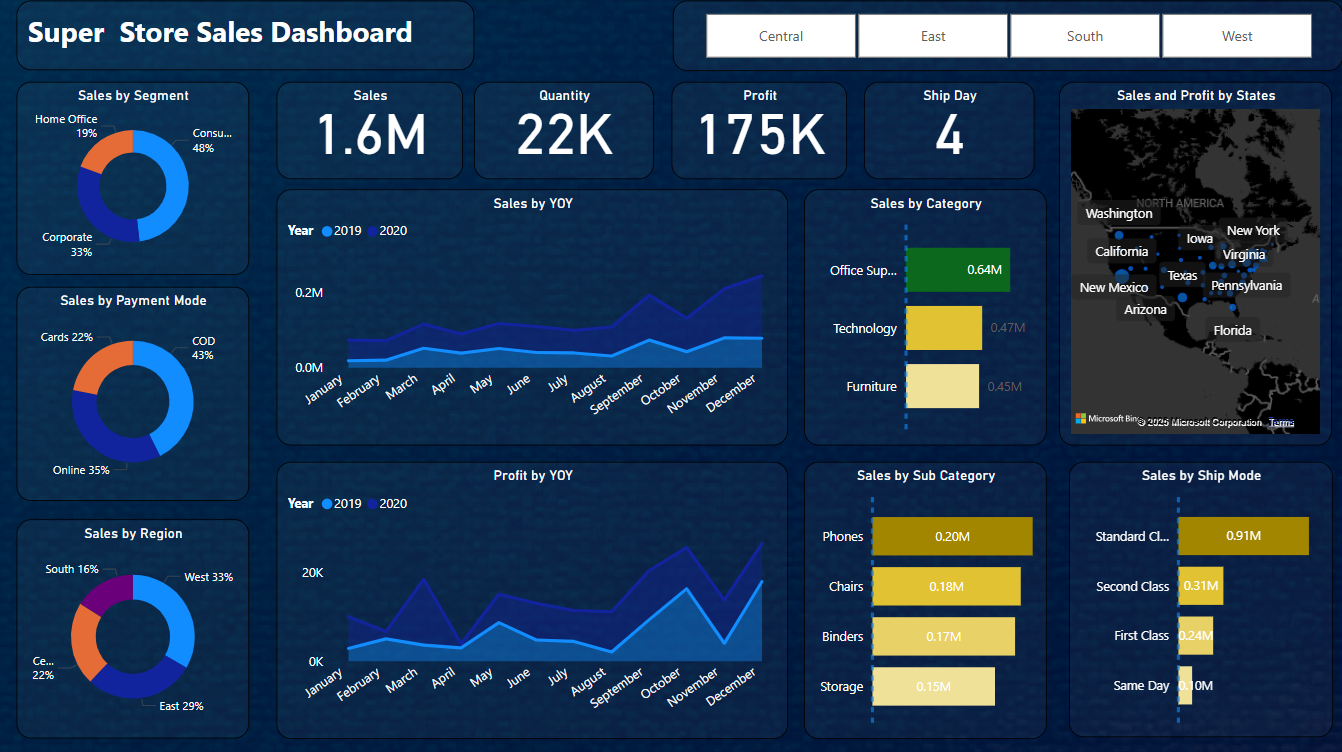 Super Store Sales Dashboard
Central
East
South
West
Sales by Segment
Home Office
19%
Consu...
48%
Corporate
33%
Sales
1.6M
Quantity
22K
Profit
175K
Ship Day
4
Sales and Profit by States
NORTH AMERICA
Washington
Iowa
New York
California
Virginia
Texas
New Mexico
Pennsylvania
Arizona
Florida
A
Microsoft Bing
© 2025 Microsoft Corporation Terms
Sales by YOY
Year 2019 2020
0.2M
0.0M
January
February
March
April
May
June
July
August
September
October
November
December
Sales by Category
Office Sup...
0.64M
Technology
0.47M
Furniture
0.45M
Sales by Payment Mode
Cards 22%
COD
43%
Online 35%
Profit by YOY
Year 2019 2020
20K
0K
January
February
March
April
May
June
July
August
September
October
November
December
Sales by Sub Category
Phones
0.20M
Chairs
0.18M
Binders
0.17M
Storage
0.15M
Sales by Ship Mode
Standard Cl...
0.91M
Second Class
0.31M
First Class
0.24M
Same Day
0.10M
Sales by Region
South 16%
West 33%
Ce...
22%
East 29%